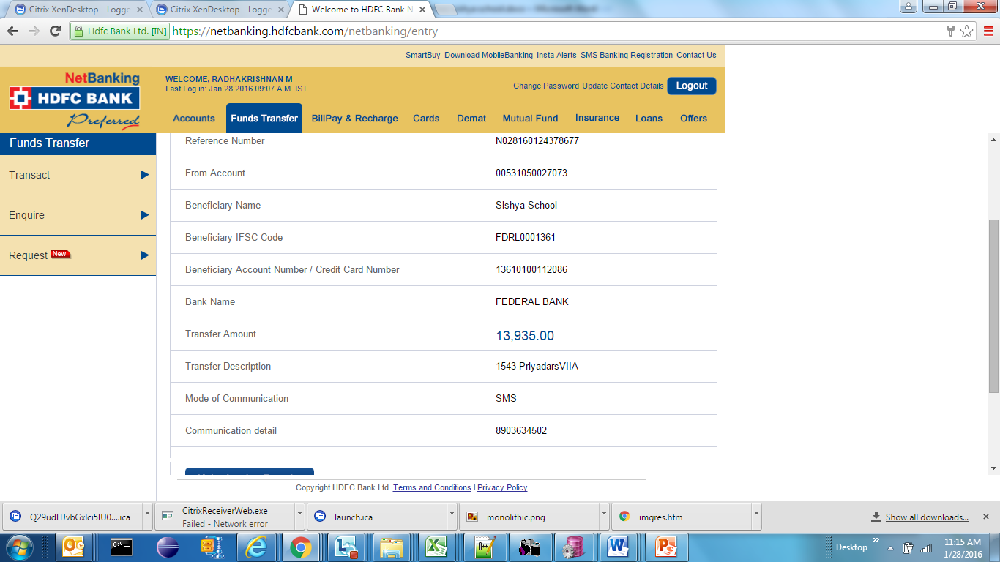 Citrix XenDesktop - Logge
Citrix XenDesktop - Logge
Welcome to HDFC Bank N
Hdfc Bank Ltd. [IN] https://netbanking.hdfcbank.com/netbanking/entry
SmartBuy Download MobileBanking Insta Alerts SMS Banking Registration Contact Us
NetBanking
HDFC BANK
Preferred
WELCOME, RADHAKRISHNAN M
Last Log in: Jan 28 2016 09:07 A.M. IST
Change Password Update Contact Details Logout
Accounts Funds Transfer BillPay & Recharge Cards Demat Mutual Fund Insurance Loans Offers
Funds Transfer
Transact
Enquire
Request New
Reference Number N028160124378677
From Account 00531050027073
Beneficiary Name Sishya School
Beneficiary IFSC Code FDRL0001361
Beneficiary Account Number / Credit Card Number 13610100112086
Bank Name FEDERAL BANK
Transfer Amount 13,935.00
Transfer Description 1543-PriyadarsVIIA
Mode of Communication SMS
Communication detail 8903634502
Copyright HDFC Bank Ltd. Terms and Conditions | Privacy Policy
Q29udHJvbGxlci5IU0....ica
CitrixReceiverWeb.exe
Failed - Network error
launch.ica
monolithic.png
imgres.htm
Show all downloads...
Desktop
11:15 AM
1/28/2016